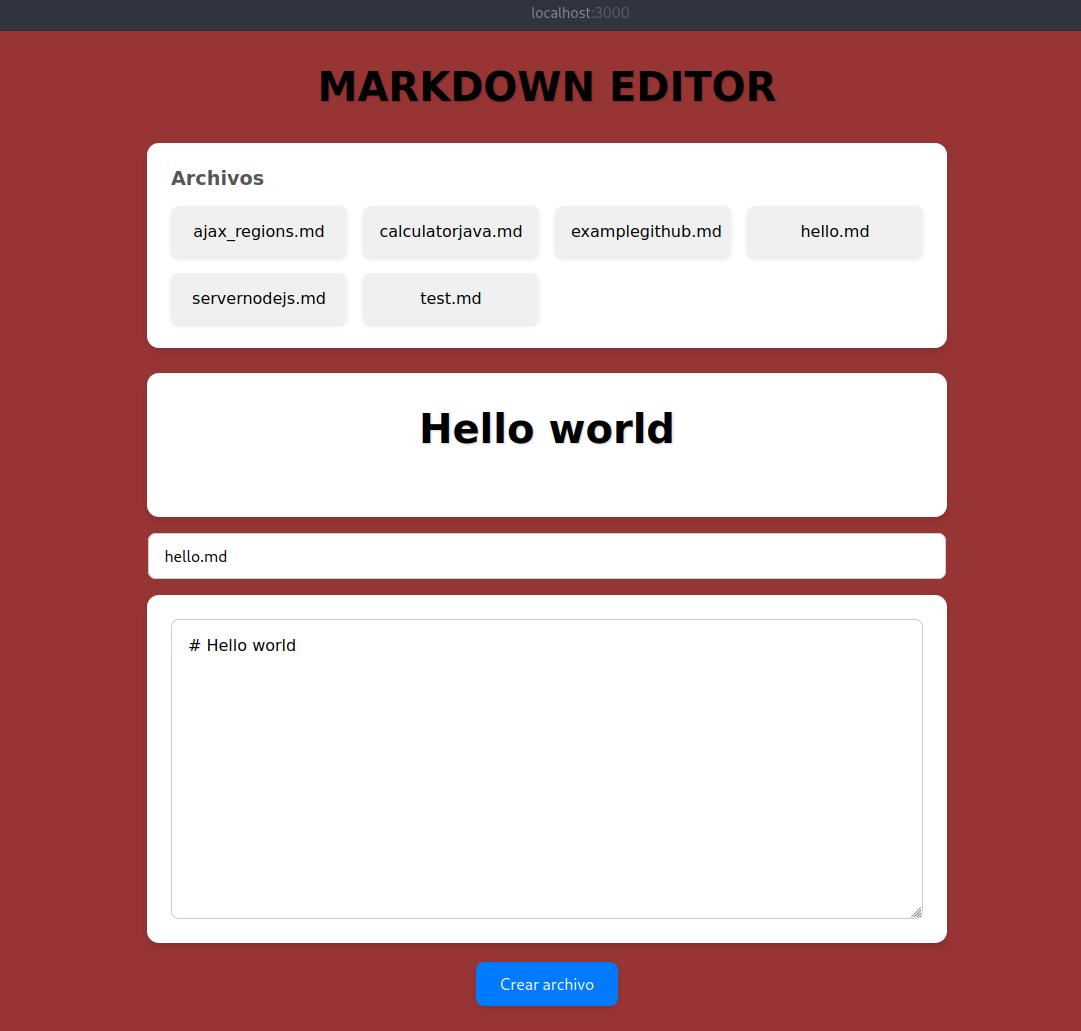 localhost:3000
MARKDOWN EDITOR
Archivos
ajax_regions.md calculatorjava.md examplegithub.md hello.md
servernodejs.md test.md
Hello world
hello.md
# Hello world
Crear archivo